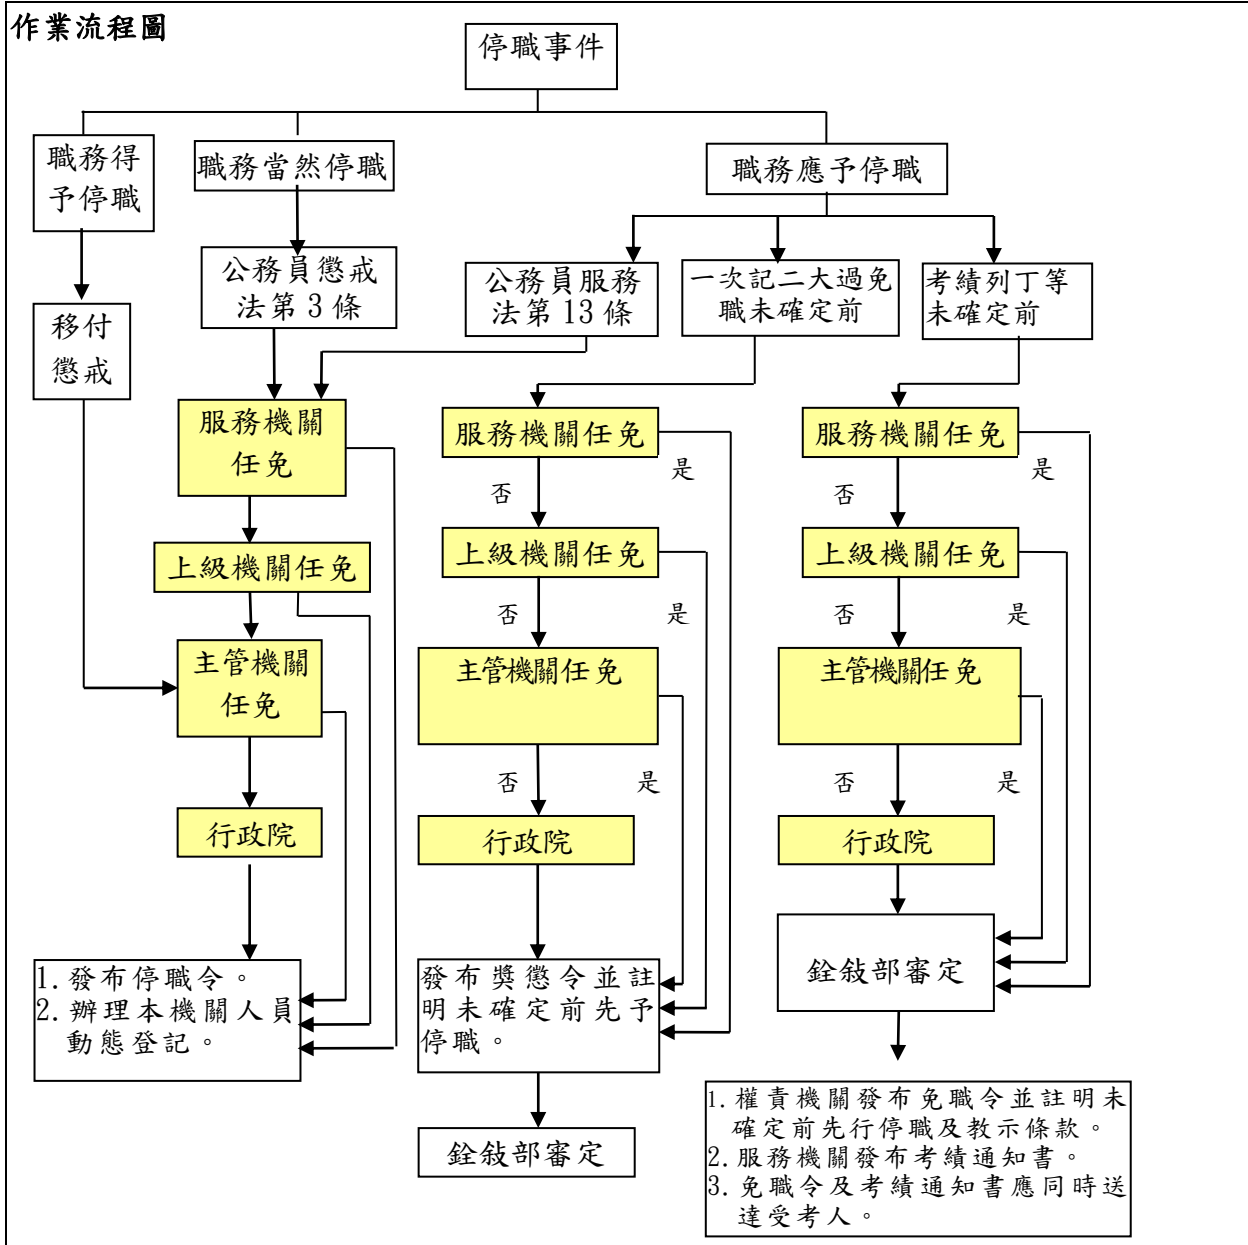 作業流程圖
停職事件
職務得
予停職
職務當然停職
職務應予停職
公務員懲戒
法第3條
公務員服務
法第13條
一次記二大過免
職未確定前
考績列丁等
未確定前
移付
懲戒
服務機關
任免
服務機關任免
是
否
服務機關任免
是
否
上級機關任免
上級機關任免
否
是
上級機關任免
否
是
主管機關
任免
主管機關任免
否
是
主管機關任免
否
是
行政院
行政院
行政院
1.發布停職令。
2.辦理本機關人員
動態登記。
發布獎懲令並註
明未確定前先予
停職。
銓敍部審定
銓敍部審定
1.權責機關發布免職令並註明未
確定前先行停職及教示條款。
2.服務機關發布考績通知書。
3.免職令及考績通知書應同時送
達受考人。